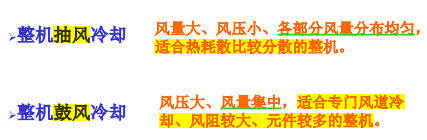 ➢整机抽风冷却
风量大、风压小、各部分风量分布均匀，
适合热耗散比较分散的整机。
➢整机鼓风冷却
风压大、风量集中，适合专门风道冷
却、风阻较大、元件较多的整机。